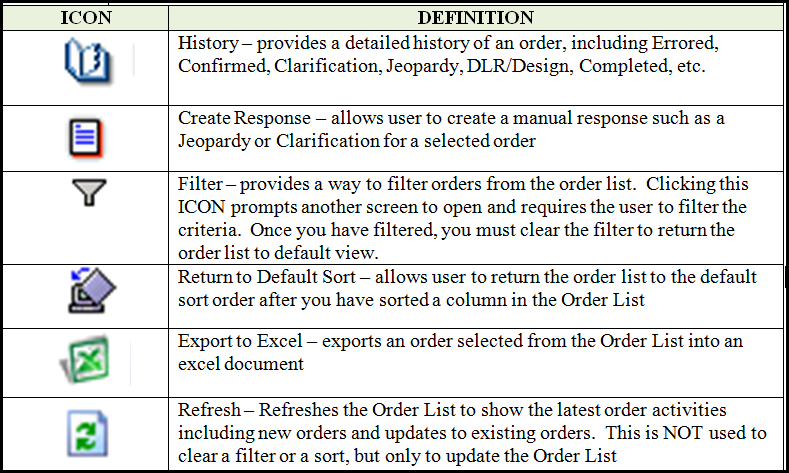 ICON DEFINITION
History – provides a detailed history of an order, including Errored,
Confirmed, Clarification, Jeopardy, DLR/Design, Completed, etc.
Create Response – allows user to create a manual response such as a
Jeopardy or Clarification for a selected order
Filter – provides a way to filter orders from the order list.  Clicking this
ICON prompts another screen to open and requires the user to filter the
criteria.  Once you have filtered, you must clear the filter to return the
order list to default view.
Return to Default Sort – allows user to return the order list to the default
sort order after you have sorted a column in the Order List
Export to Excel – exports an order selected from the Order List into an
excel document
Refresh – Refreshes the Order List to show the latest order activities
including new orders and updates to existing orders.  This is NOT used to
clear a filter or a sort, but only to update the Order List